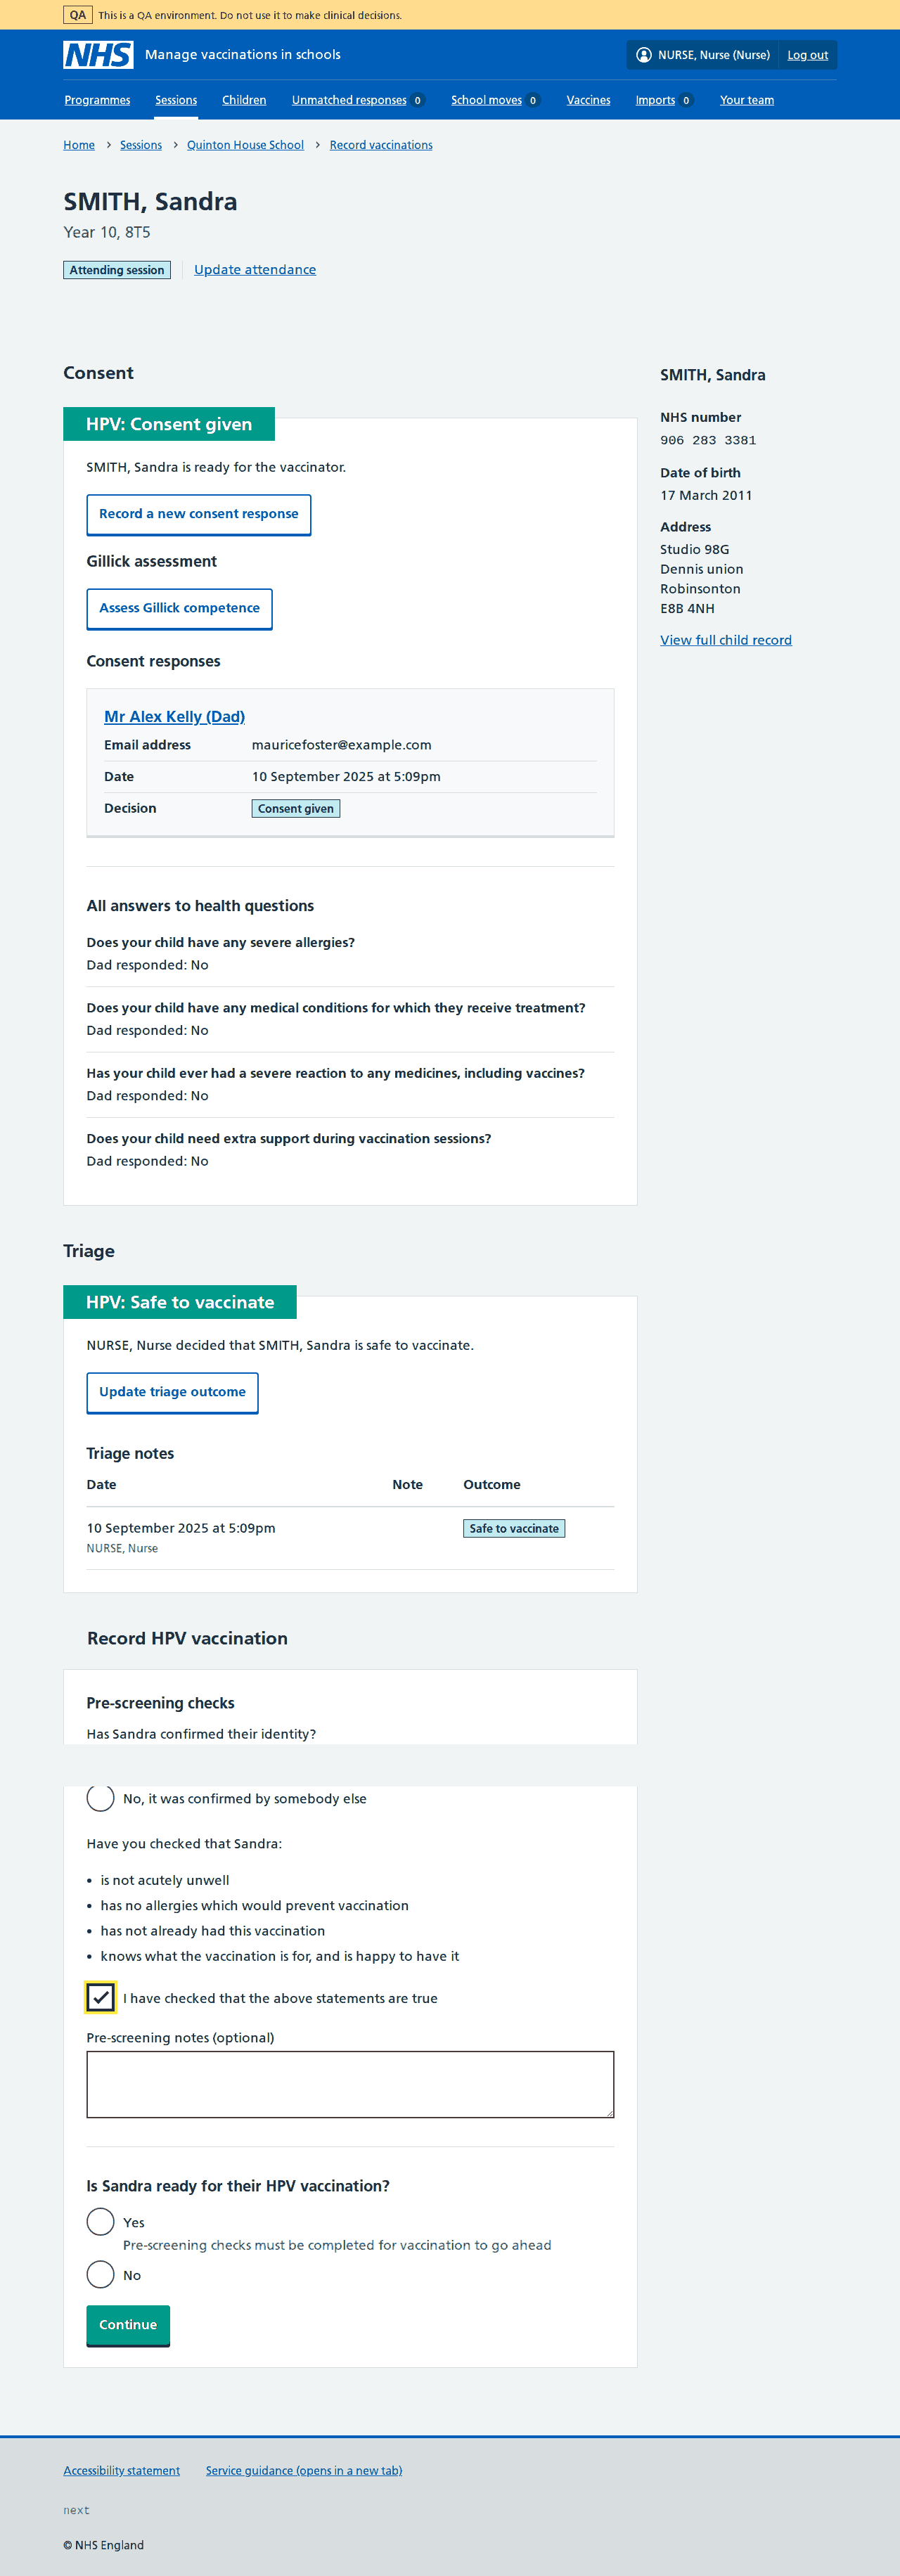 QA This is a QA environment. Do not use it to make clinical decisions.
NHS Manage vaccinations in schools NURSE, Nurse (Nurse) Log out
Programmes Sessions Children Unmatched responses 0 School moves 0 Vaccines Imports 0 Your team
Home Sessions Quinton House School Record vaccinations
SMITH, Sandra
Year 10, 8T5
Attending session Update attendance
Consent
HPV: Consent given
SMITH, Sandra is ready for the vaccinator.
Record a new consent response
Gillick assessment
Assess Gillick competence
Consent responses
Mr Alex Kelly (Dad)
Email address mauricefoster@example.com
Date 10 September 2025 at 5:09pm
Decision Consent given
All answers to health questions
Does your child have any severe allergies?
Dad responded: No
Does your child have any medical conditions for which they receive treatment?
Dad responded: No
Has your child ever had a severe reaction to any medicines, including vaccines?
Dad responded: No
Does your child need extra support during vaccination sessions?
Dad responded: No
SMITH, Sandra
NHS number
906 283 3381
Date of birth
17 March 2011
Address
Studio 98G
Dennis union
Robinsonton
E8B 4NH
View full child record
Triage
HPV: Safe to vaccinate
NURSE, Nurse decided that SMITH, Sandra is safe to vaccinate.
Update triage outcome
Triage notes
Date Note Outcome
10 September 2025 at 5:09pm Safe to vaccinate
NURSE, Nurse
Record HPV vaccination
Pre-screening checks
Has Sandra confirmed their identity?
No, it was confirmed by somebody else
Have you checked that Sandra:
• is not acutely unwell
• has no allergies which would prevent vaccination
• has not already had this vaccination
• knows what the vaccination is for, and is happy to have it
I have checked that the above statements are true
Pre-screening notes (optional)
Is Sandra ready for their HPV vaccination?
Yes
Pre-screening checks must be completed for vaccination to go ahead
No
Continue
Accessibility statement Service guidance (opens in a new tab)
next
© NHS England